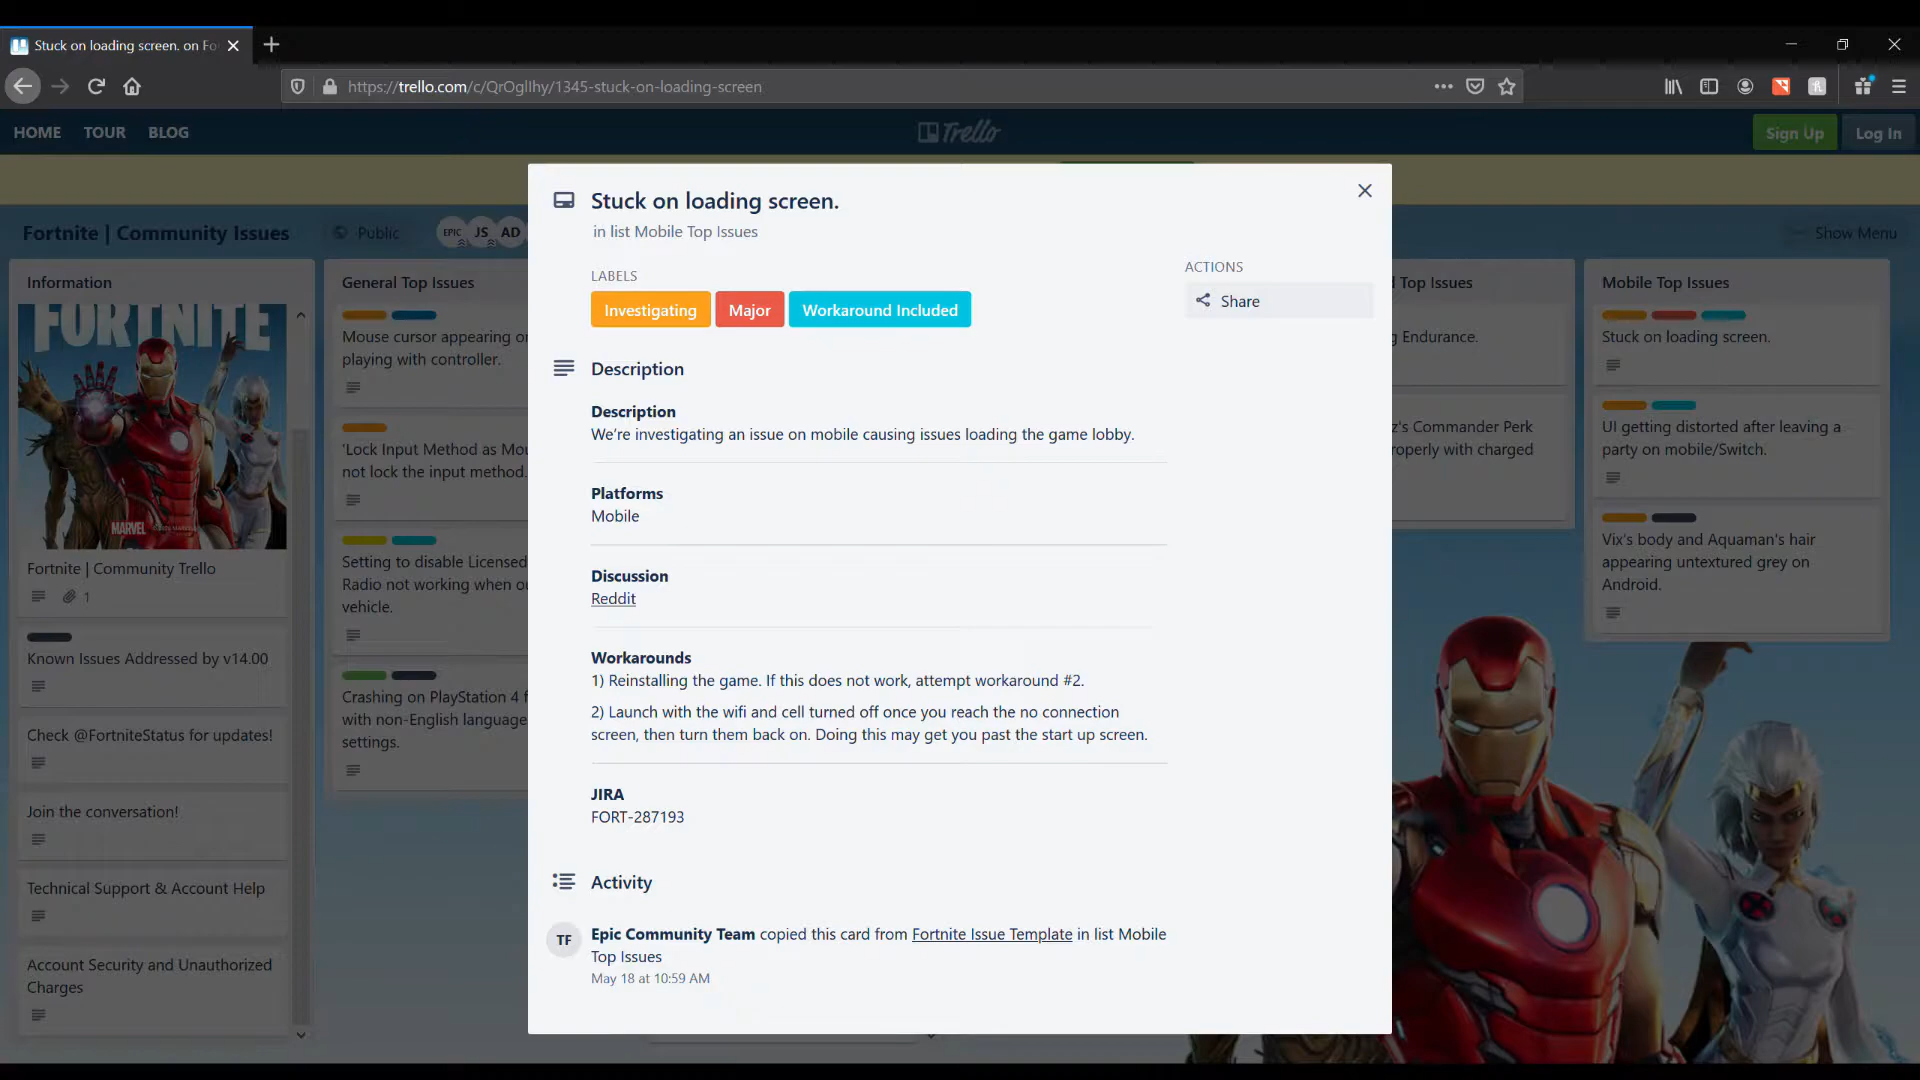 Stuck on loading screen. on Fo
https://trello.com/c/QrOglIhy/1345-stuck-on-loading-screen
HOME TOUR BLOG
Trello
Sign Up Log In
Fortnite | Community Issues
Public
EPIC JS AD
Show Menu
Information
FORTNITE
MARVEL
Fortnite | Community Trello
1
Known Issues Addressed by v14.00
Check @FortniteStatus for updates!
Join the conversation!
Technical Support & Account Help
Account Security and Unauthorized
Charges
General Top Issues
Mouse cursor appearing
playing with controller.
'Lock Input Method as Mou
not lock the input method.
Setting to disable Licensed
Radio not working when
vehicle.
Crashing on PlayStation 4 f
with non-English language
settings.
Stuck on loading screen.
in list Mobile Top Issues
LABELS
Investigating
Major
Workaround Included
ACTIONS
Share
Description
Description
We're investigating an issue on mobile causing issues loading the game lobby.
Platforms
Mobile
Discussion
Reddit
Workarounds
1) Reinstalling the game. If this does not work, attempt workaround #2.
2) Launch with the wifi and cell turned off once you reach the no connection
screen, then turn them back on. Doing this may get you past the start up screen.
JIRA
FORT-287193
Activity
TF
Epic Community Team copied this card from Fortnite Issue Template in list Mobile
Top Issues
May 18 at 10:59 AM
Top Issues
g Endurance.
z's Commander Perk
roperly with charged
Mobile Top Issues
Stuck on loading screen.
UI getting distorted after leaving a
party on mobile/Switch.
Vix's body and Aquaman's hair
appearing untextured grey on
Android.